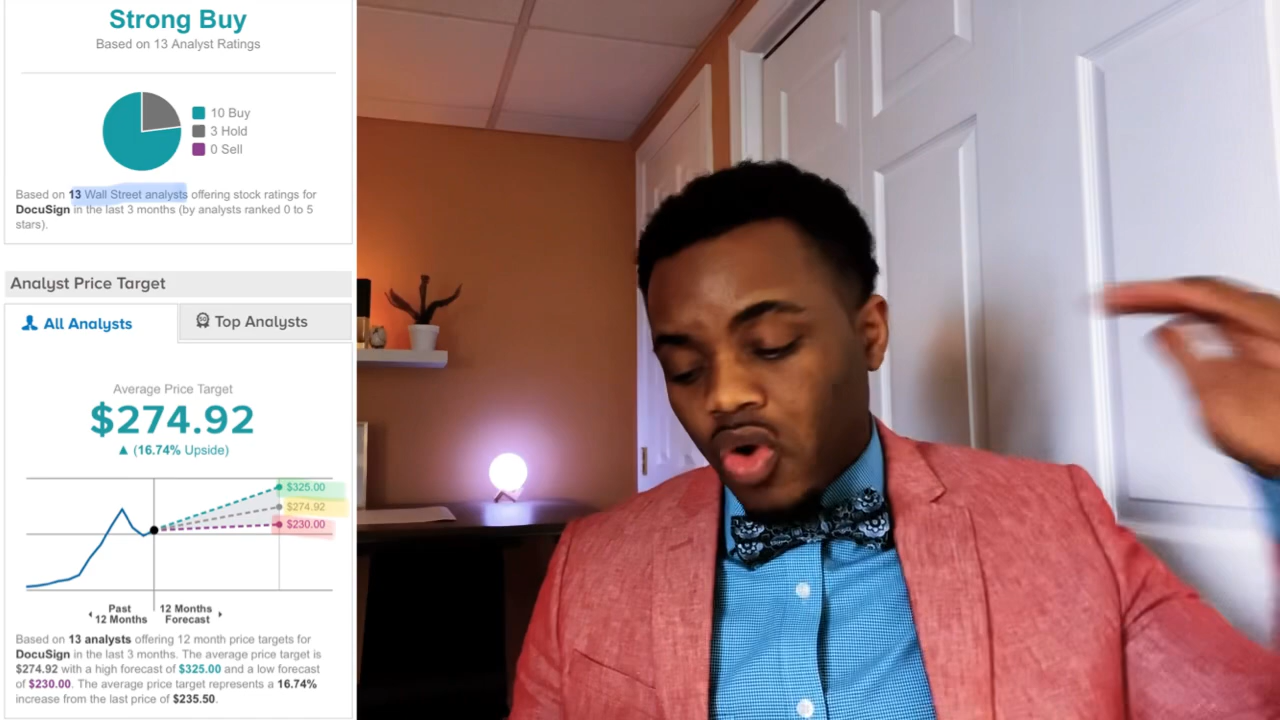 Strong Buy
Based on 13 Analyst Ratings
10 Buy
3 Hold
0 Sell
Based on 13 Wall Street analysts offering stock ratings for
DocuSign in the last 3 months (by analysts ranked 0 to 5
stars).
Analyst Price Target
All Analysts
Top Analysts
Average Price Target
$274.92
▲ (16.74% Upside)
$325.00
$274.92
$230.00
Past
12 Months
12 Months
Forecast
Based on 13 analysts offering 12 month price targets for
DocuSign in the last 3 months. The average price target is
$274.92 with a high forecast of $325.00 and a low forecast
of $230.00. The average price target represents a 16.74%
increase from the last price of $235.50.